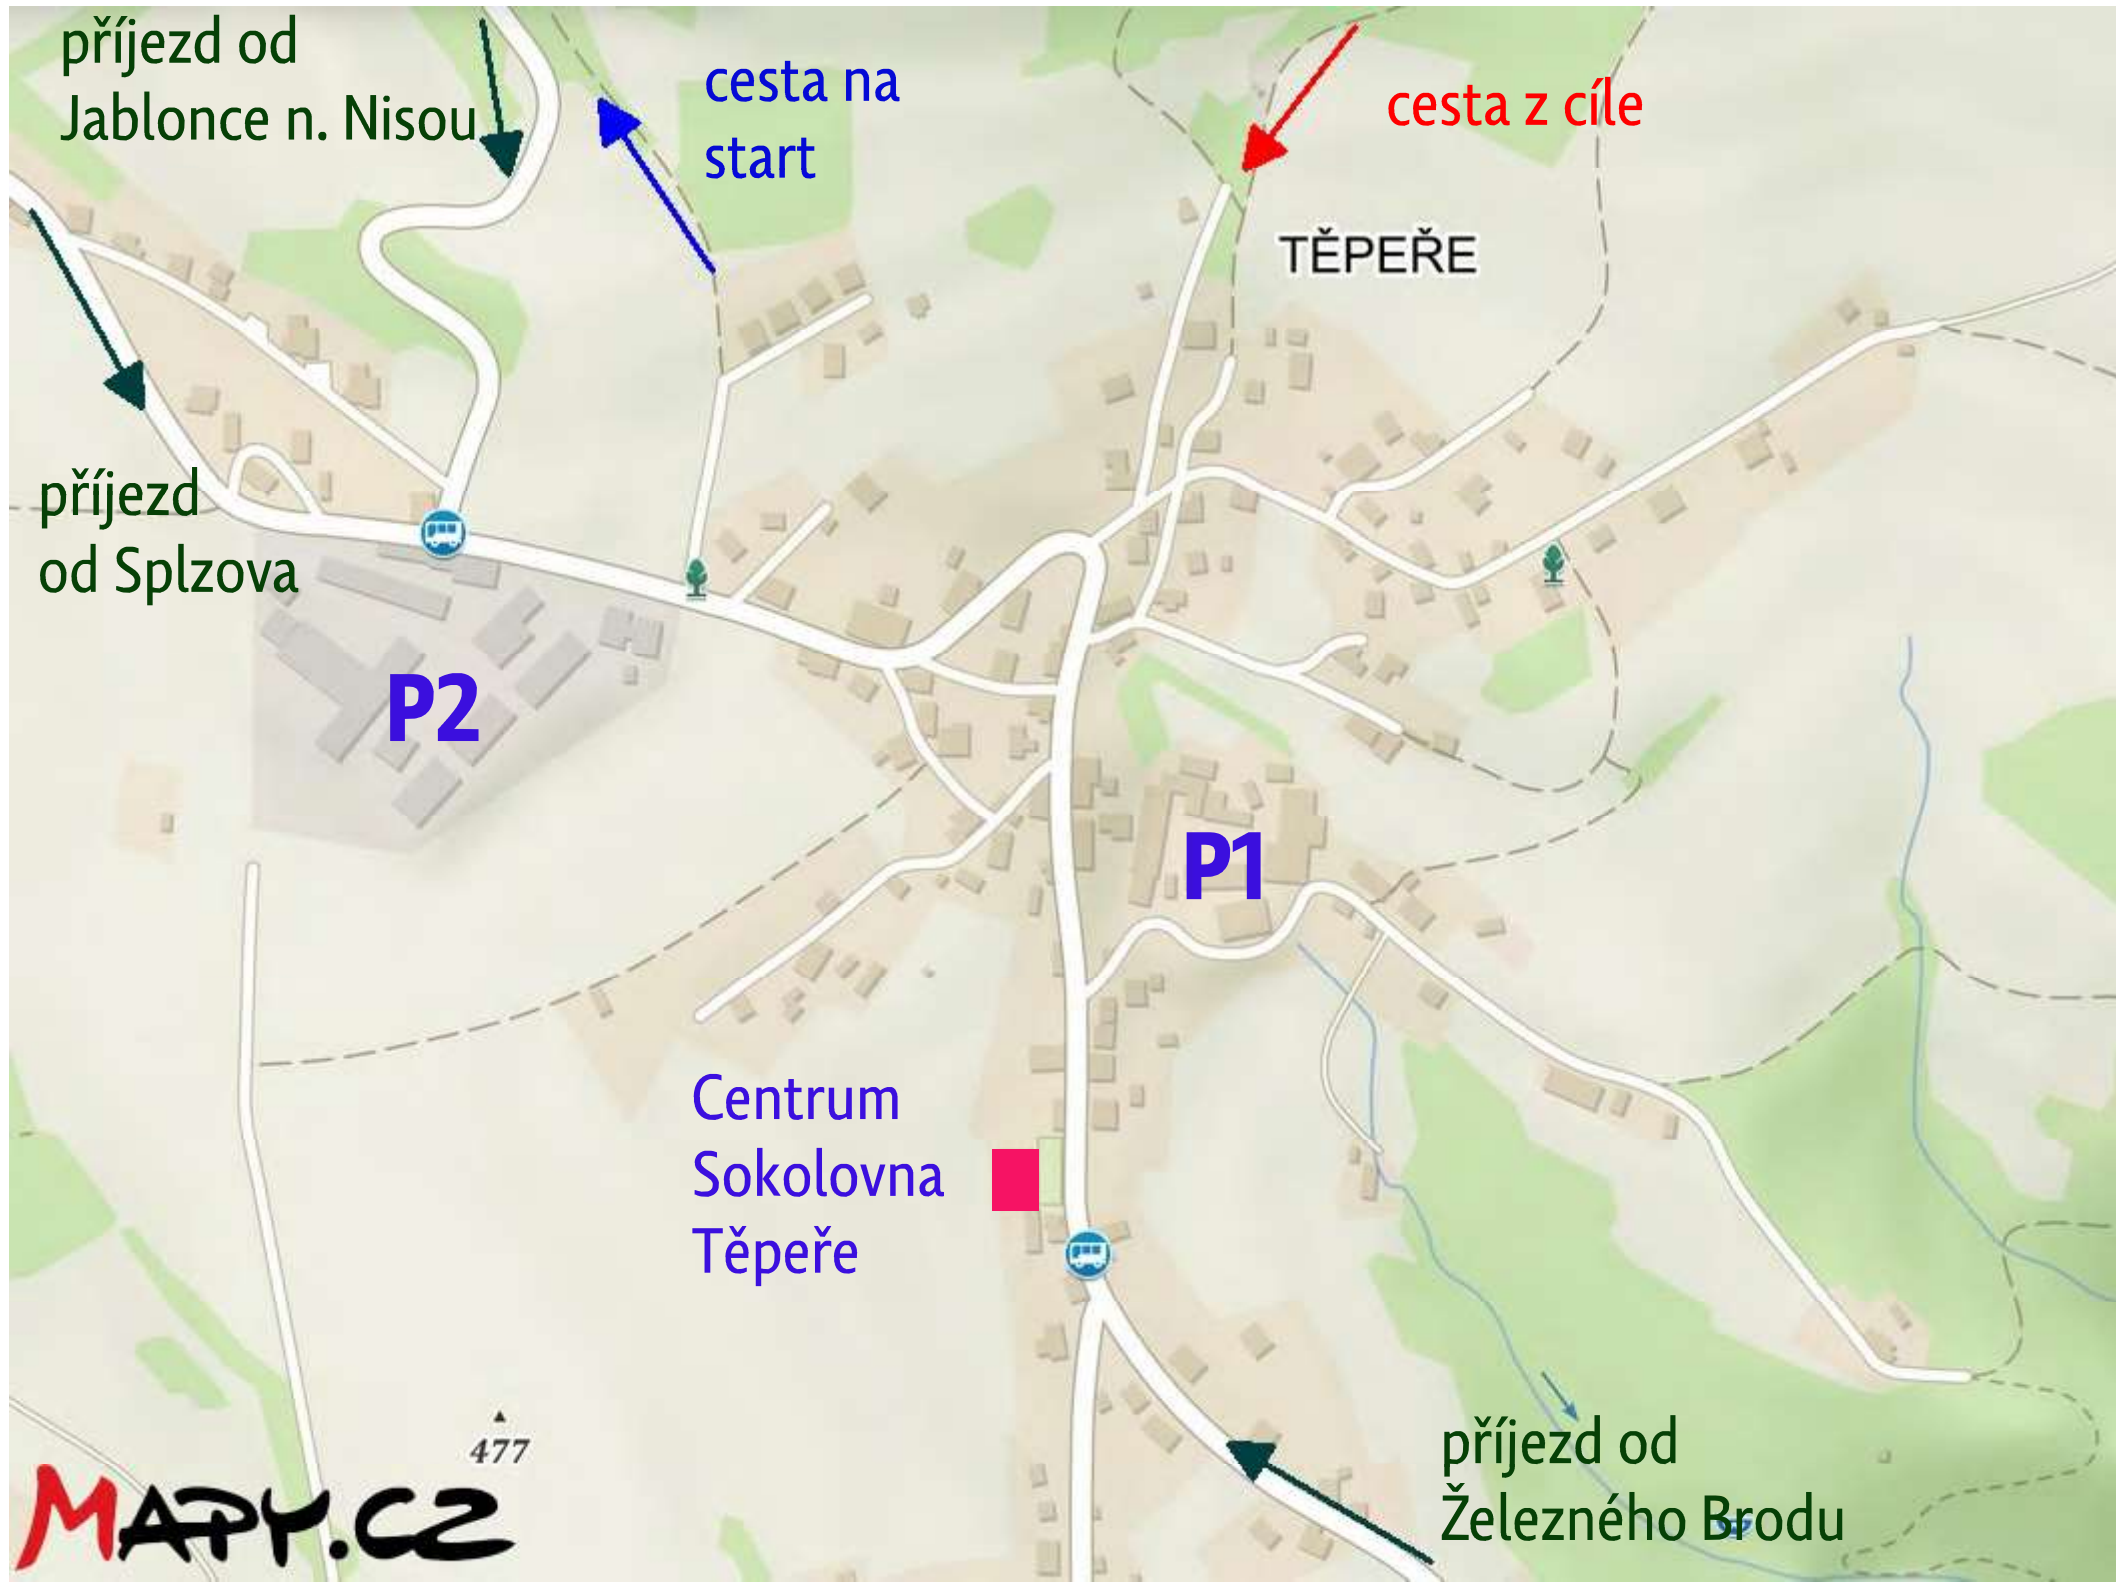 příjezd od
Jablonce n. Nisou
cesta na
start
cesta z cíle
TĚPEŘE
příjezd
od Splzova
P2
P1
Centrum
Sokolovna
Těpeře
477
příjezd od
Železného Brodu
MAPY.CZ